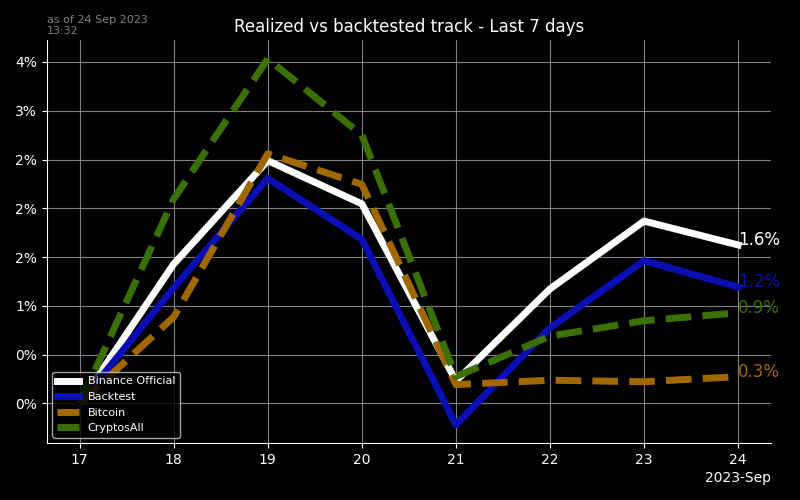 as of 24 Sep 2023
13:32
Realized vs backtested track - Last 7 days
4%
3%
2%
2%
2%
1%
0%
0%
1.6%
1.2%
0.9%
0.3%
Binance Official
Backtest
Bitcoin
CryptosAll
17 18 19 20 21 22 23 24
2023-Sep